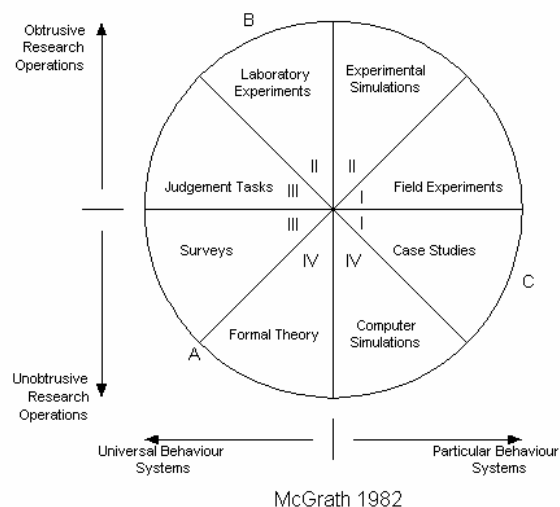 B
Obtrusive
Research
Operations
Laboratory
Experiments
Experimental
Simulations
II
II
Judgement Tasks
III
I
Field Experiments
III
I
Surveys
IV
IV
Case Studies
C
Formal Theory
Computer
Simulations
A
Unobtrusive
Research
Operations
Universal Behaviour
Systems
Particular Behaviour
Systems
McGrath 1982